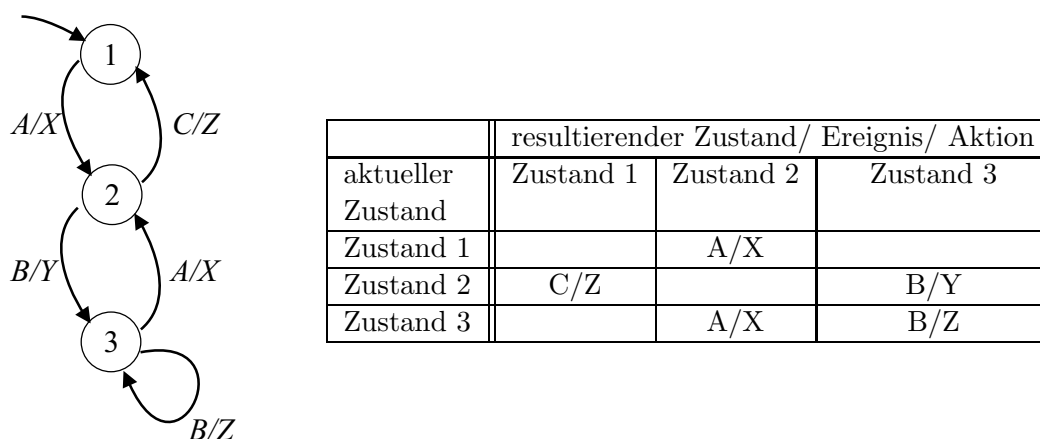 1
A/X
C/Z
2
B/Y
A/X
3
B/Z
resultierender Zustand/ Ereignis/ Aktion
aktueller Zustand 1 Zustand 2 Zustand 3
Zustand
Zustand 1 A/X
Zustand 2 C/Z B/Y
Zustand 3 A/X B/Z